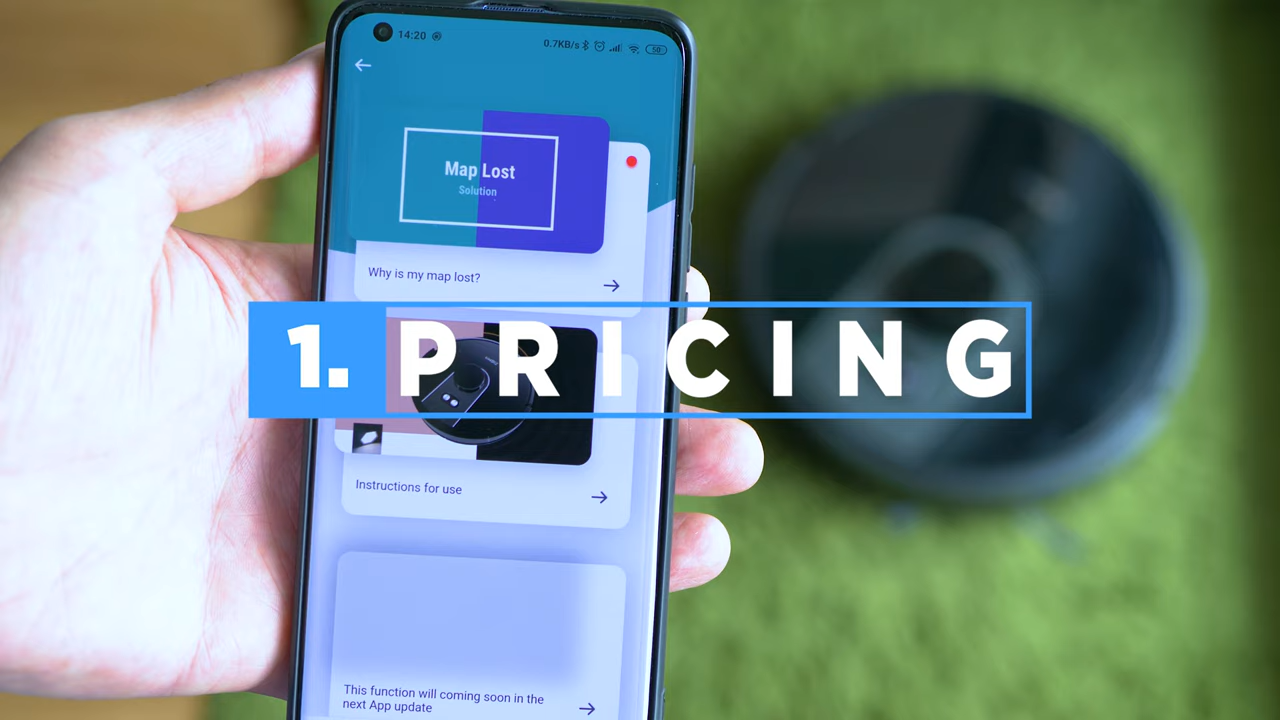 14:20
0.7KB/s
50
Map Lost
Solution
Why is my map lost?
1. PRICING
Instructions for use
This function will coming soon in the
next App update